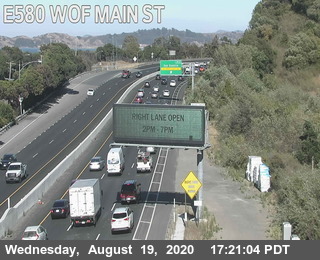 E580 WOF MAIN ST
RIGHT LANE OPEN
2PM - 7PM
Wednesday, August 19, 2020 17:21:04 PDT